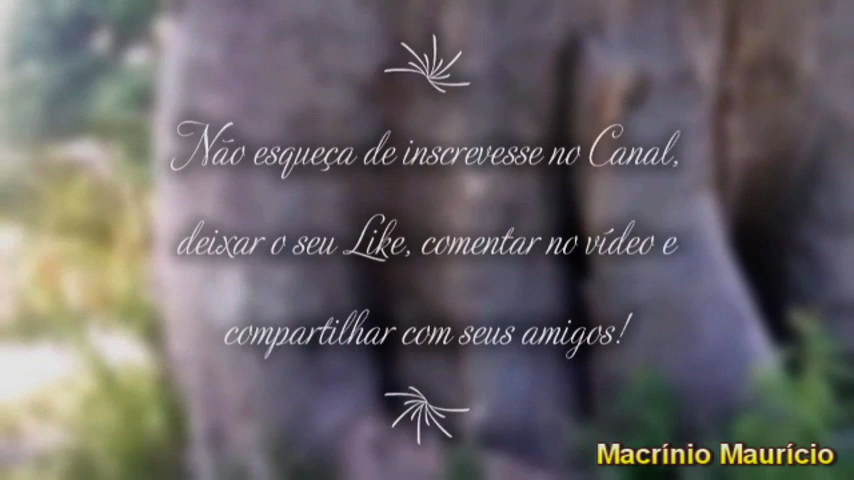 Não esqueça de inscrevesse no Canal,
deixar o seu Like, comentar no vídeo e
compartilhar com seus amigos!
Macrínio Maurício